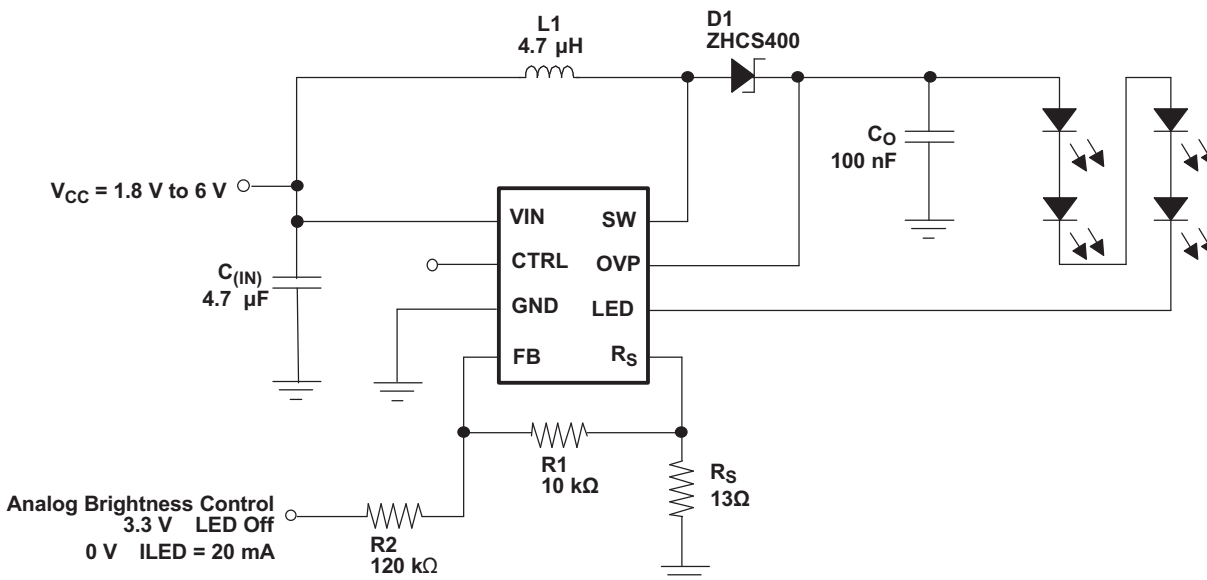 L1
4.7 µH
D1
ZHCS400
CO
100 nF
VCC = 1.8 V to 6 V
C(IN)
4.7 µF
VIN
CTRL
GND
FB
SW
OVP
LED
RS
R1
10 kΩ
RS
13Ω
Analog Brightness Control
3.3 V LED Off
0 V ILED = 20 mA
R2
120 kΩ